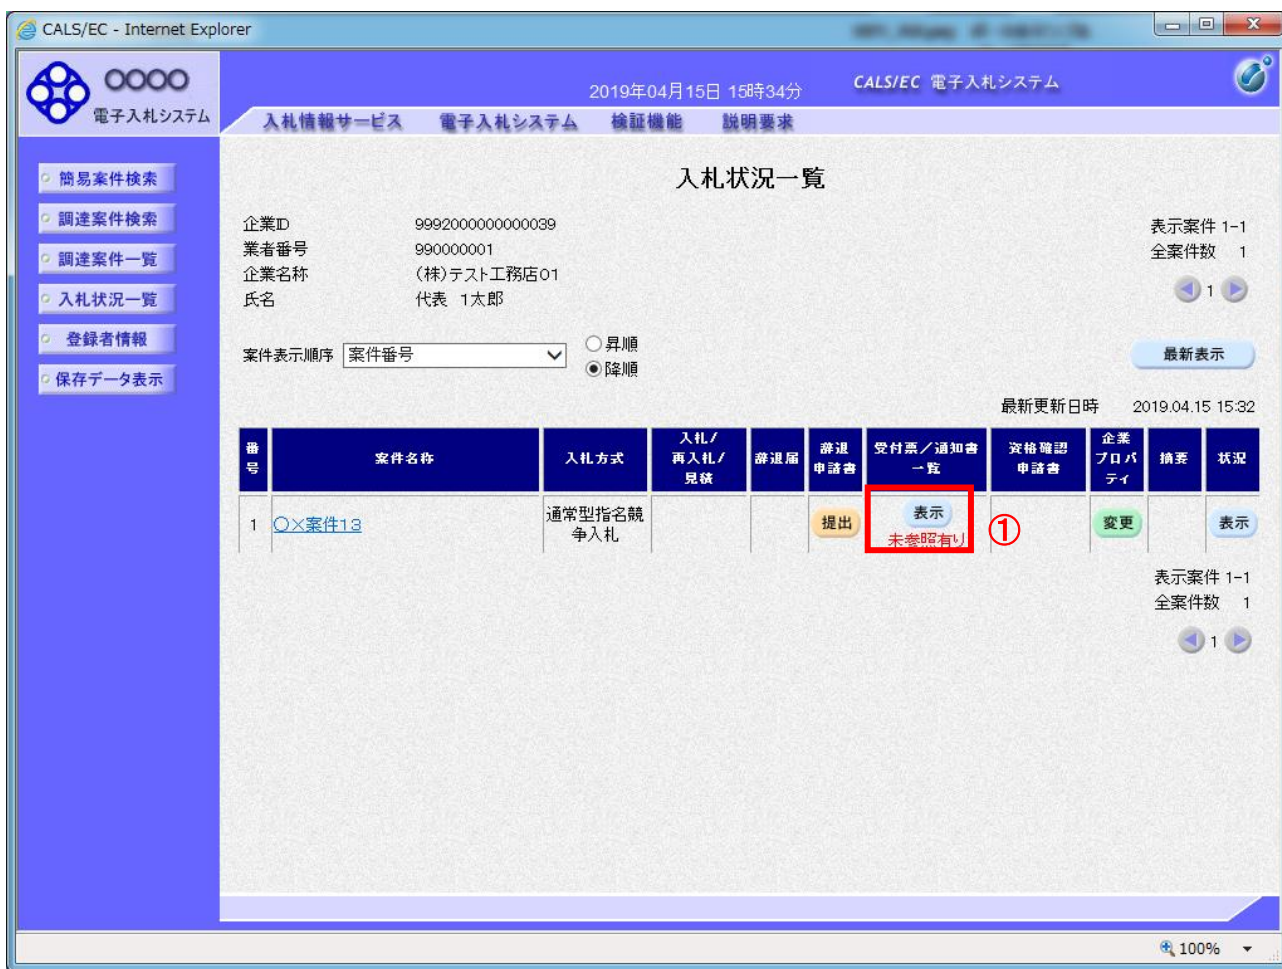 CALS/EC - Internet Explorer
OOOO
電子入札システム
2019年04月15日 15時34分
CALS/EC 電子入札システム
入札情報サービス 電子入札システム 検証機能 説明要求
簡易案件検索
調達案件検索
調達案件一覧
入札状況一覧
登録者情報
保存データ表示
入札状況一覧
企業ID 9992000000000039
業者番号 990000001
企業名称 (株)テスト工務店01
氏名 代表 1太郎
表示案件 1-1
全案件数 1
1
案件表示順序 案件番号
昇順
降順
最新表示
最新更新日時 2019.04.15 15:32
番号 案件名称 入札方式 入札/再入札/見積 辞退届 辞退申請書 受付票/通知書一覧 資格確認申請書 企業プロパティ 摘要 状況
1 〇×案件13 通常型指名競争入札 提出 表示 未参照有り ① 変更 表示
表示案件 1-1
全案件数 1
1
100%